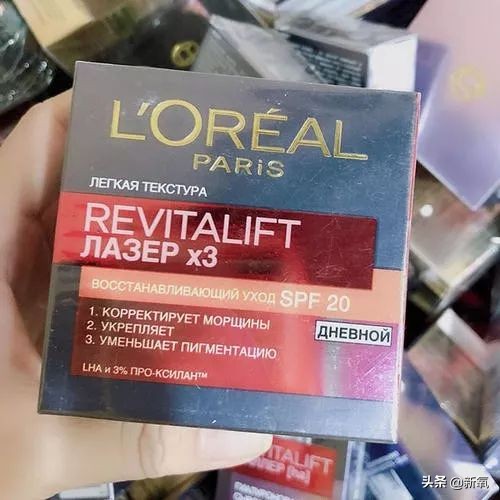 L'ORÉAL
PARIS
ЛЕГКАЯ ТЕКСТУРА
REVITALIFT
ЛАЗЕР x3
ВОССТАНАВЛИВАЮЩИЙ УХОД SPF 20
1. КОРРЕКТИРУЕТ МОРЩИНЫ
2. УКРЕПЛЯЕТ
3. УМЕНЬШАЕТ ПИГМЕНТАЦИЮ
ДНЕВНОЙ
LHA и 3% ПРО-КСИЛАН™
REVITALIFT
头条 @新氧